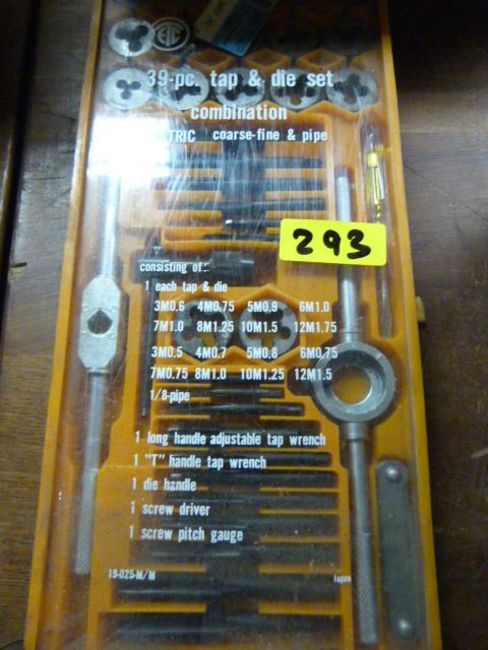 39-pc. tap & die set
combination
TRIC coarse-fine & pipe
293
consisting of:
1 each tap & die
3M0.6 4M0.75 5M0.9 6M1.0
7M1.0 8M1.25 10M1.5 12M1.75
3M0.5 4M0.7 5M0.8 6M0.75
7M0.75 8M1.0 10M1.25 12M1.5
1/8-pipe
1 long handle adjustable tap wrench
1 "T" handle tap wrench
1 die handle
1 screw driver
1 screw pitch gauge
19-025-M/M